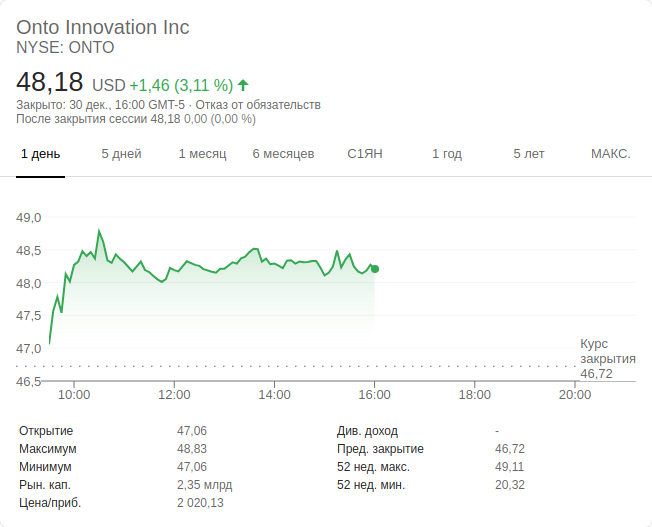 Onto Innovation Inc
NYSE: ONTO
48,18 USD +1,46 (3,11 %)
Закрыто: 30 дек., 16:00 GMT-5 · Отказ от обязательств
После закрытия сессии 48,18 0,00 (0,00 %)
1 день 5 дней 1 месяц 6 месяцев С1ЯН 1 год 5 лет МАКС.
49,0
48,5
48,0
47,5
47,0
46,5
Курс
закрытия
46,72
10:00 12:00 14:00 16:00 18:00 20:00
Открытие 47,06 Див. доход -
Максимум 48,83 Пред. закрытие 46,72
Минимум 47,06 52 нед. макс. 49,11
Рын. кап. 2,35 млрд 52 нед. мин. 20,32
Цена/приб. 2 020,13